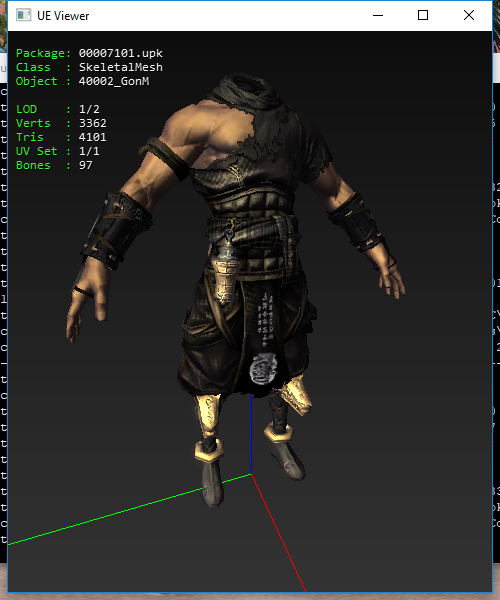 UE Viewer
Package: 00007101.upk
Class : SkeletalMesh
Object : 40002_GonM
LOD : 1/2
Verts : 3362
Tris : 4101
UV Set : 1/1
Bones : 97